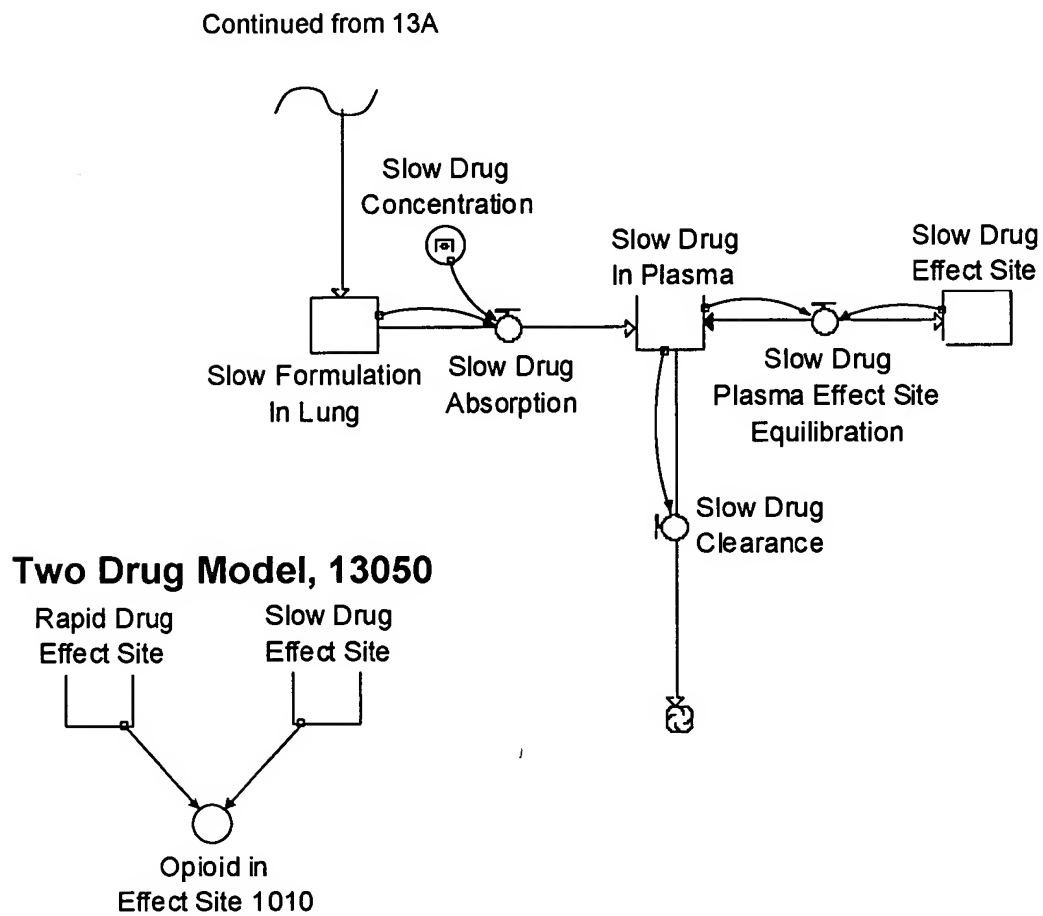 Continued from 13A
Slow Drug
Concentration
Slow Drug
In Plasma
Slow Drug
Effect Site
Slow Formulation
In Lung
Slow Drug
Absorption
Slow Drug
Plasma Effect Site
Equilibration
Slow Drug
Clearance
Two Drug Model, 13050
Rapid Drug
Effect Site
Slow Drug
Effect Site
Opioid in
Effect Site 1010